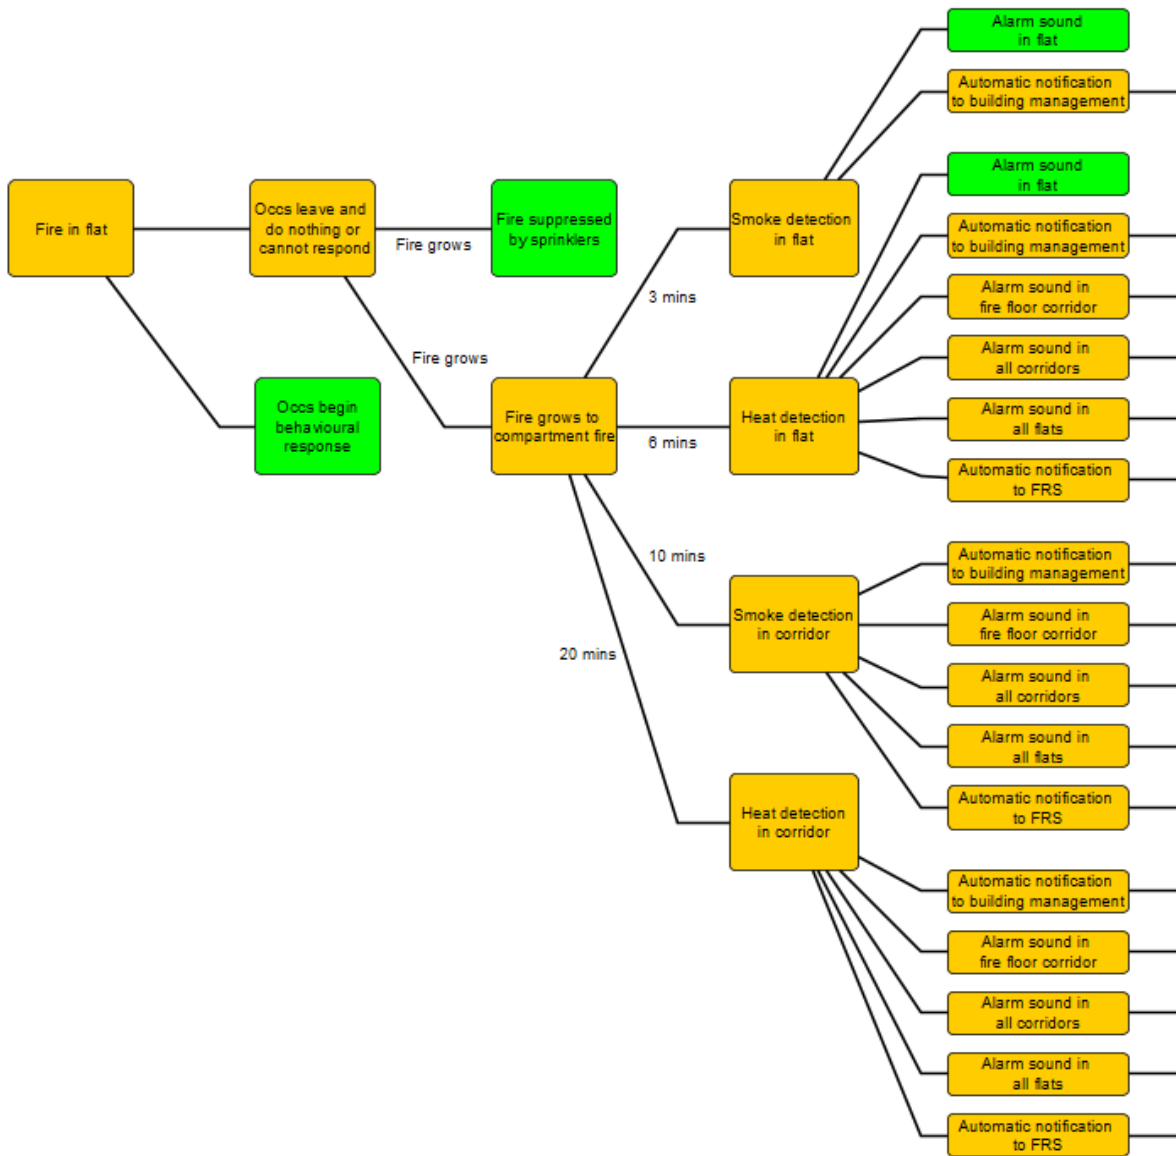 Alarm sound
in flat
Automatic notification
to building management
Fire in flat
Occs leave and
do nothing or
cannot respond
Fire grows
Fire suppressed
by sprinklers
Smoke detection
in flat
3 mins
Alarm sound
in flat
Automatic notification
to building management
Alarm sound in
fire floor corridor
Alarm sound in
all corridors
Alarm sound in
all flats
Automatic notification
to FRS
Fire grows
Occs begin
behavioural
response
Fire grows to
compartment fire
6 mins
Heat detection
in flat
10 mins
Smoke detection
in corridor
Automatic notification
to building management
Alarm sound in
fire floor corridor
Alarm sound in
all corridors
Alarm sound in
all flats
Automatic notification
to FRS
20 mins
Heat detection
in corridor
Automatic notification
to building management
Alarm sound in
fire floor corridor
Alarm sound in
all corridors
Alarm sound in
all flats
Automatic notification
to FRS